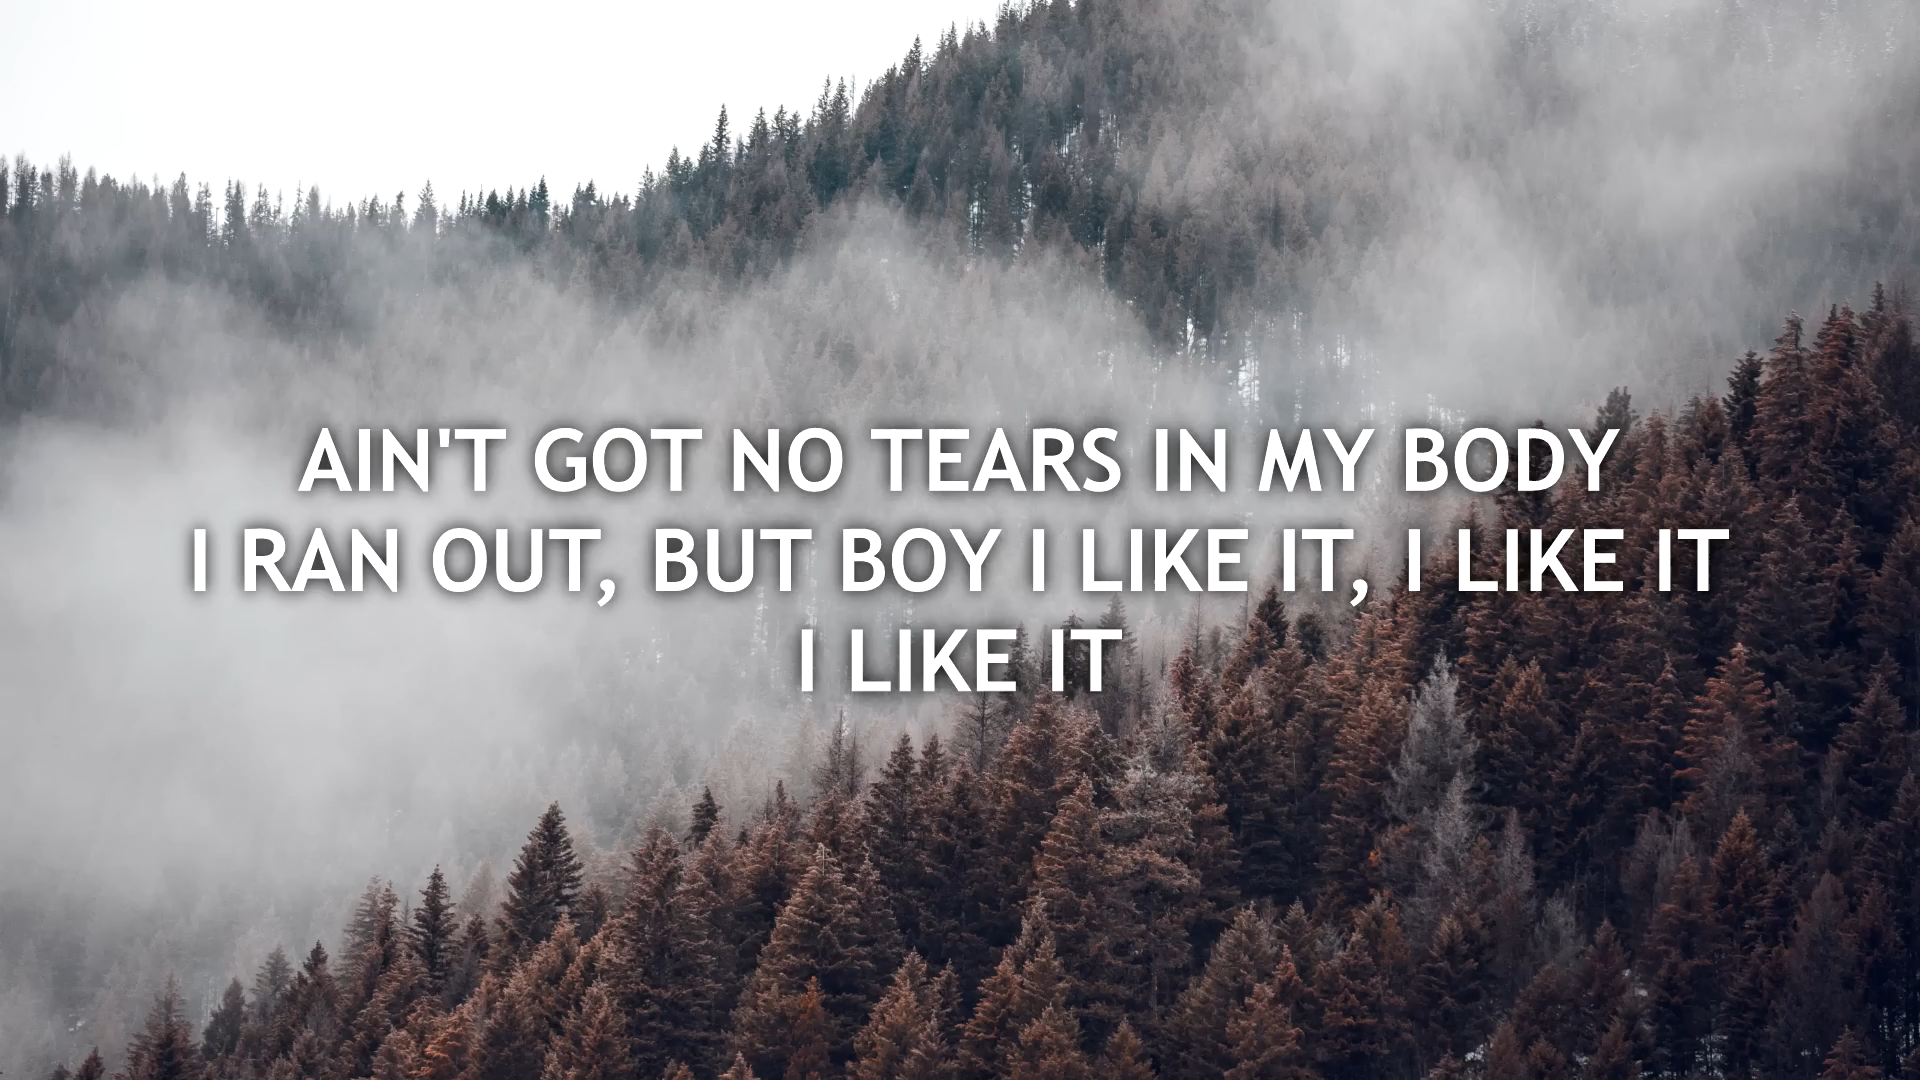 AIN'T GOT NO TEARS IN MY BODY
I RAN OUT, BUT BOY I LIKE IT, I LIKE IT
I LIKE IT